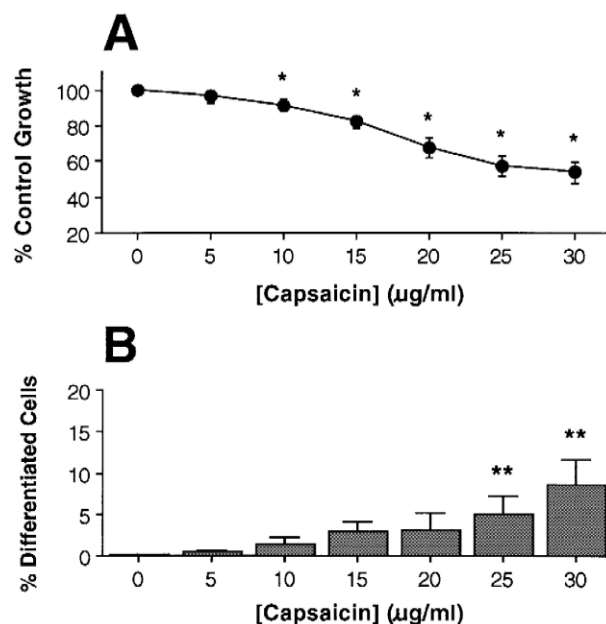 A
% Control Growth
100
80
60
40
20
* * * * *
0 5 10 15 20 25 30
[Capsaicin] (µg/ml)
B
% Differentiated Cells
20
15
10
5
0
** **
0 5 10 15 20 25 30
[Capsaicin] (µg/ml)